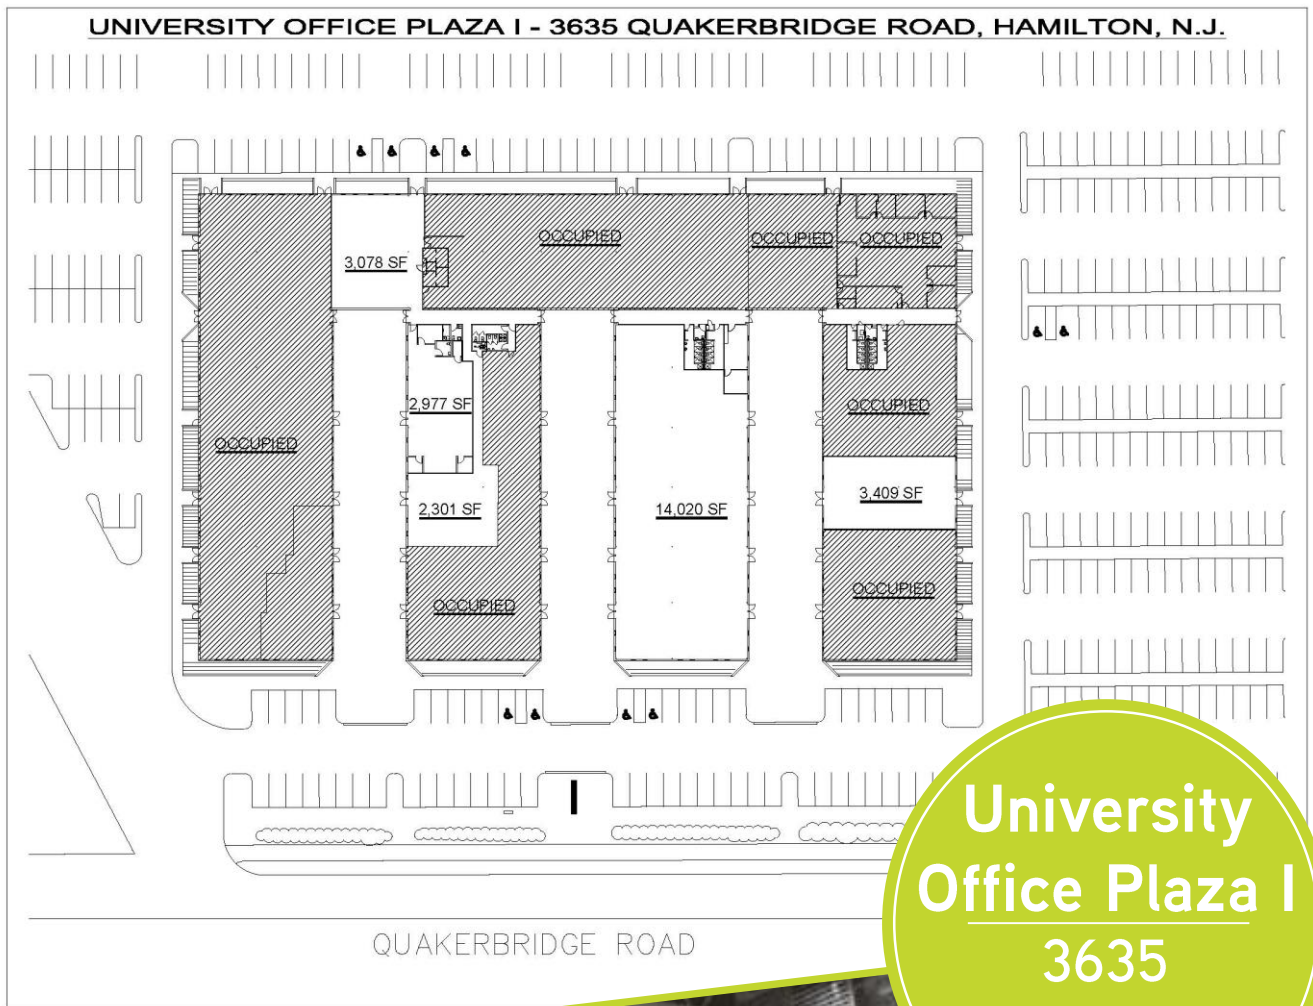 UNIVERSITY OFFICE PLAZA I - 3635 QUAKERBRIDGE ROAD, HAMILTON, N.J.
OCCUPIED
OCCUPIED
OCCUPIED
3,078 SF
2,977 SF
OCCUPIED
OCCUPIED
3,409 SF
2,301 SF
14,020 SF
OCCUPIED
OCCUPIED
QUAKERBRIDGE ROAD
University
Office Plaza I
3635